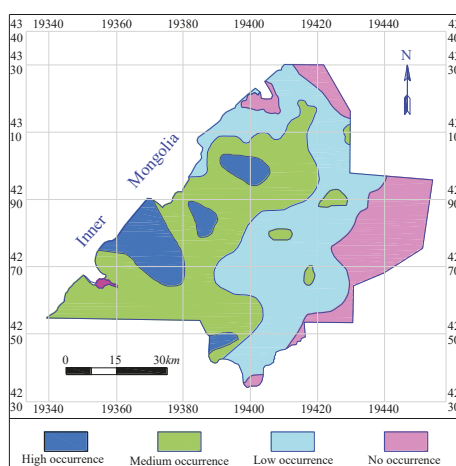 43 19340 19360 19380 19400 19420 19440
40
43
30
N
43
10
Inner Mongolia
42
90
42
70
42
50
0 15 30km
42
30
19340 19360 19380 19400 19420 19440
High occurrence Medium occurrence Low occurrence No occurrence